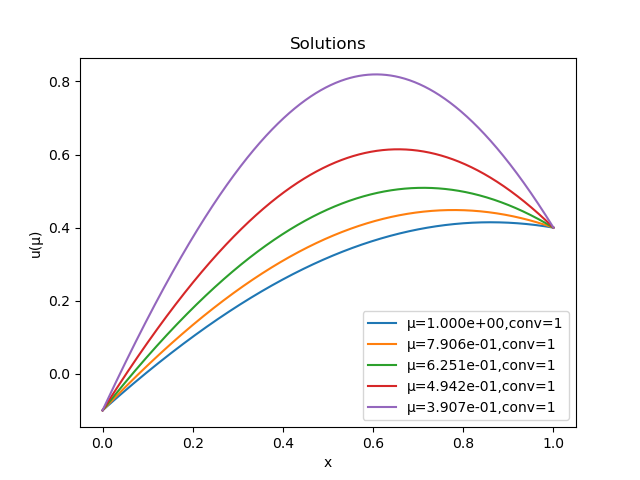 Solutions
u(μ)
0.8
0.6
0.4
0.2
0.0
μ=1.000e+00,conv=1
μ=7.906e-01,conv=1
μ=6.251e-01,conv=1
μ=4.942e-01,conv=1
μ=3.907e-01,conv=1
0.0 0.2 0.4 0.6 0.8 1.0
x